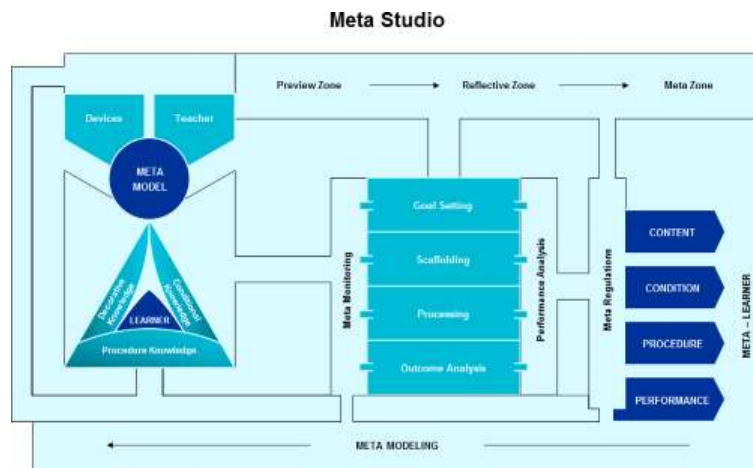 Meta Studio
Preview Zone
Reflective Zone
Meta Zone
Devices
Teacher
META
MODEL
Decorative
Knowledge
Conditional
Knowledge
LEARNER
Procedure Knowledge
Meta Monitoring
Goal Setting
Scaffolding
Processing
Outcome Analysis
Performance Analysis
Meta Regulations
CONTENT
CONDITION
PROCEDURE
PERFORMANCE
META – LEARNER
META MODELING